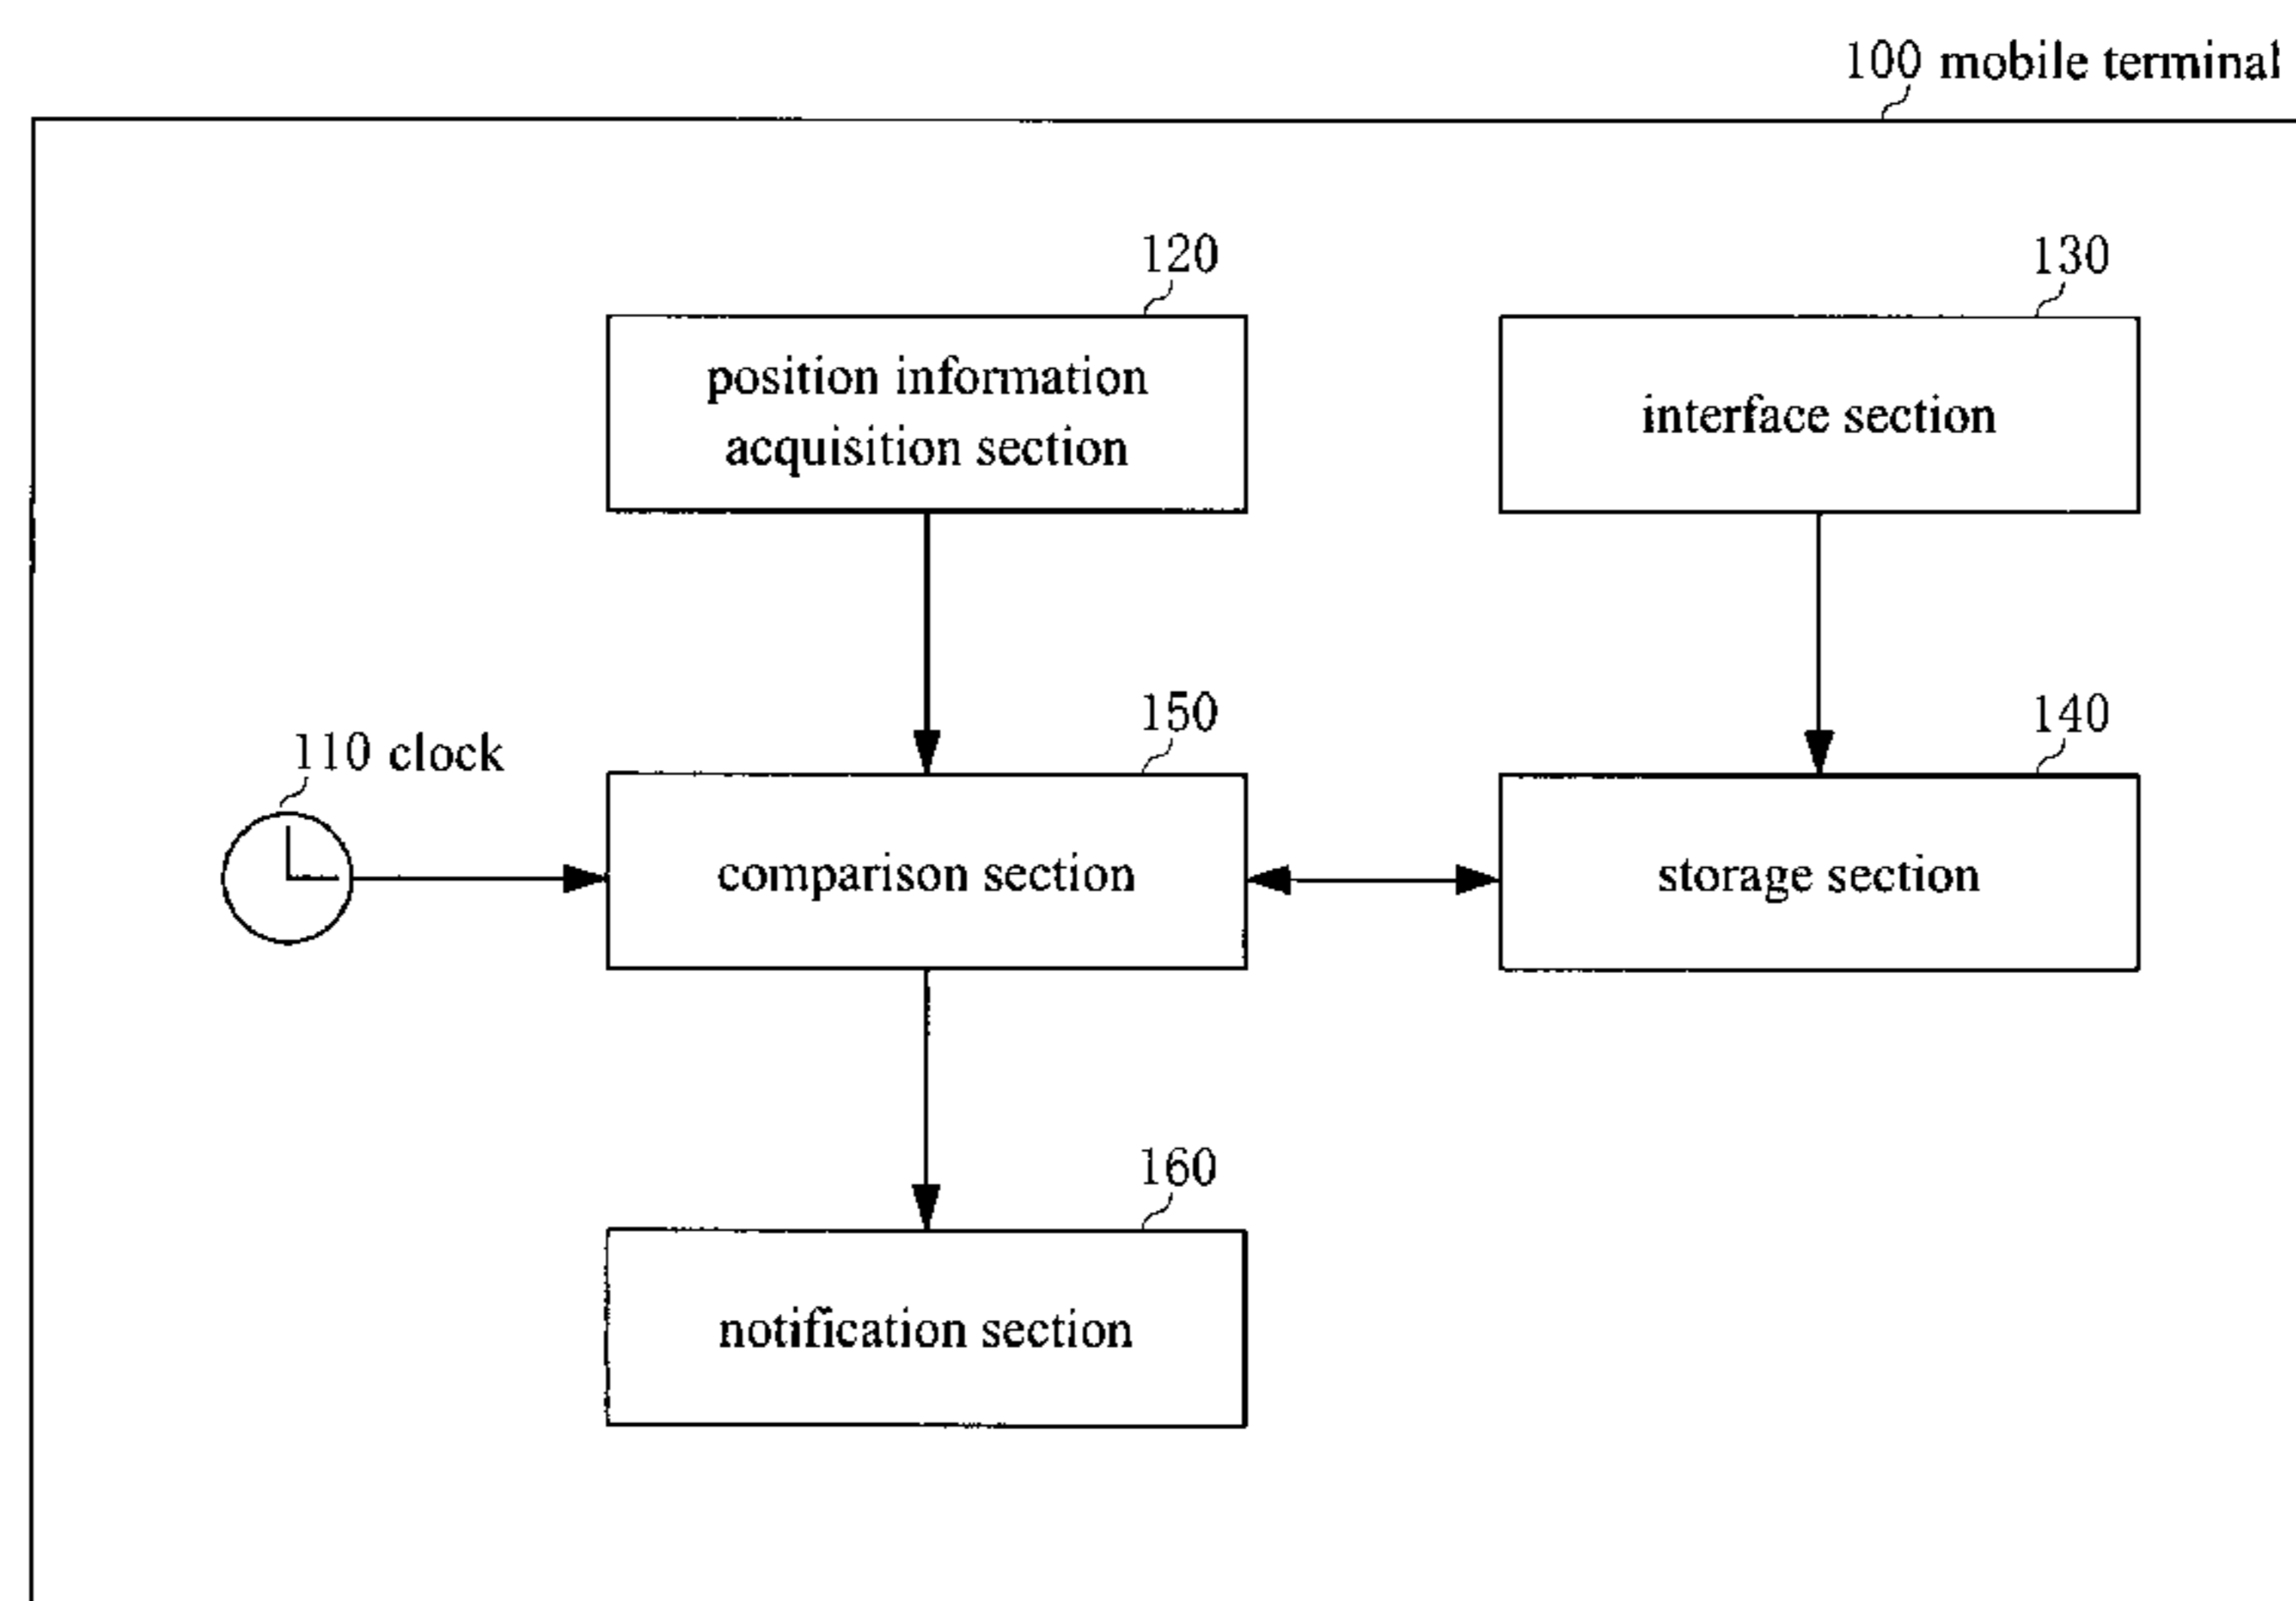 100 mobile terminal
120
130
position information
acquisition section
interface section
150
140
110 clock
comparison section
storage section
160
notification section